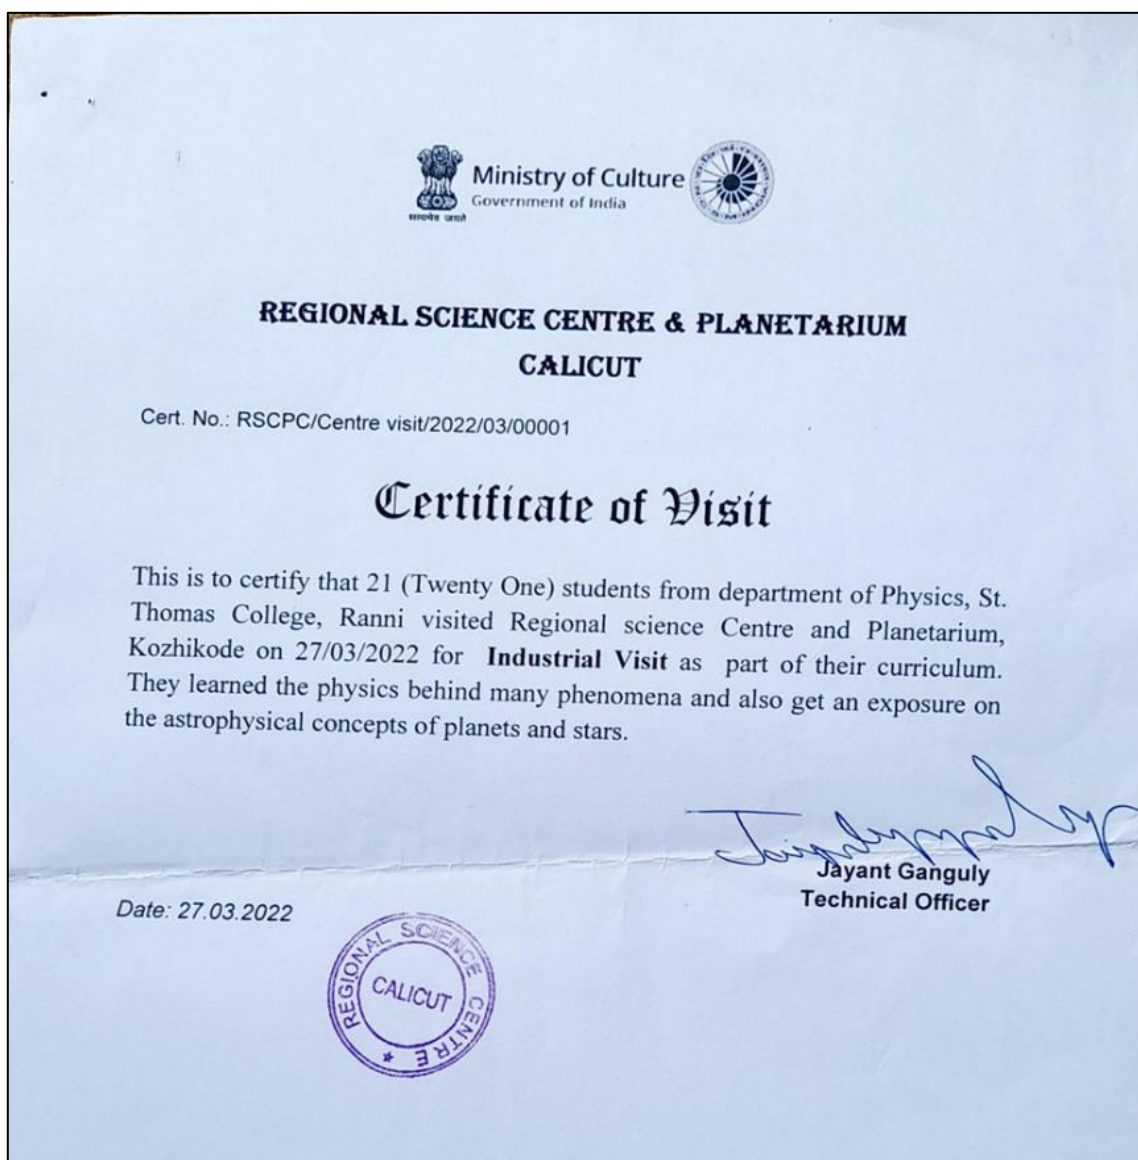 Ministry of Culture
Government of India
सत्यमेव जयते
REGIONAL SCIENCE CENTRE & PLANETARIUM
CALICUT
Cert. No.: RSCPC/Centre visit/2022/03/00001
Certificate of Visit
This is to certify that 21 (Twenty One) students from department of Physics, St.
Thomas College, Ranni visited Regional science Centre and Planetarium,
Kozhikode on 27/03/2022 for Industrial Visit as part of their curriculum.
They learned the physics behind many phenomena and also get an exposure on
the astrophysical concepts of planets and stars.
Jayant Ganguly
Technical Officer
Date: 27.03.2022
REGIONAL SCIENCE CENTRE
CALICUT